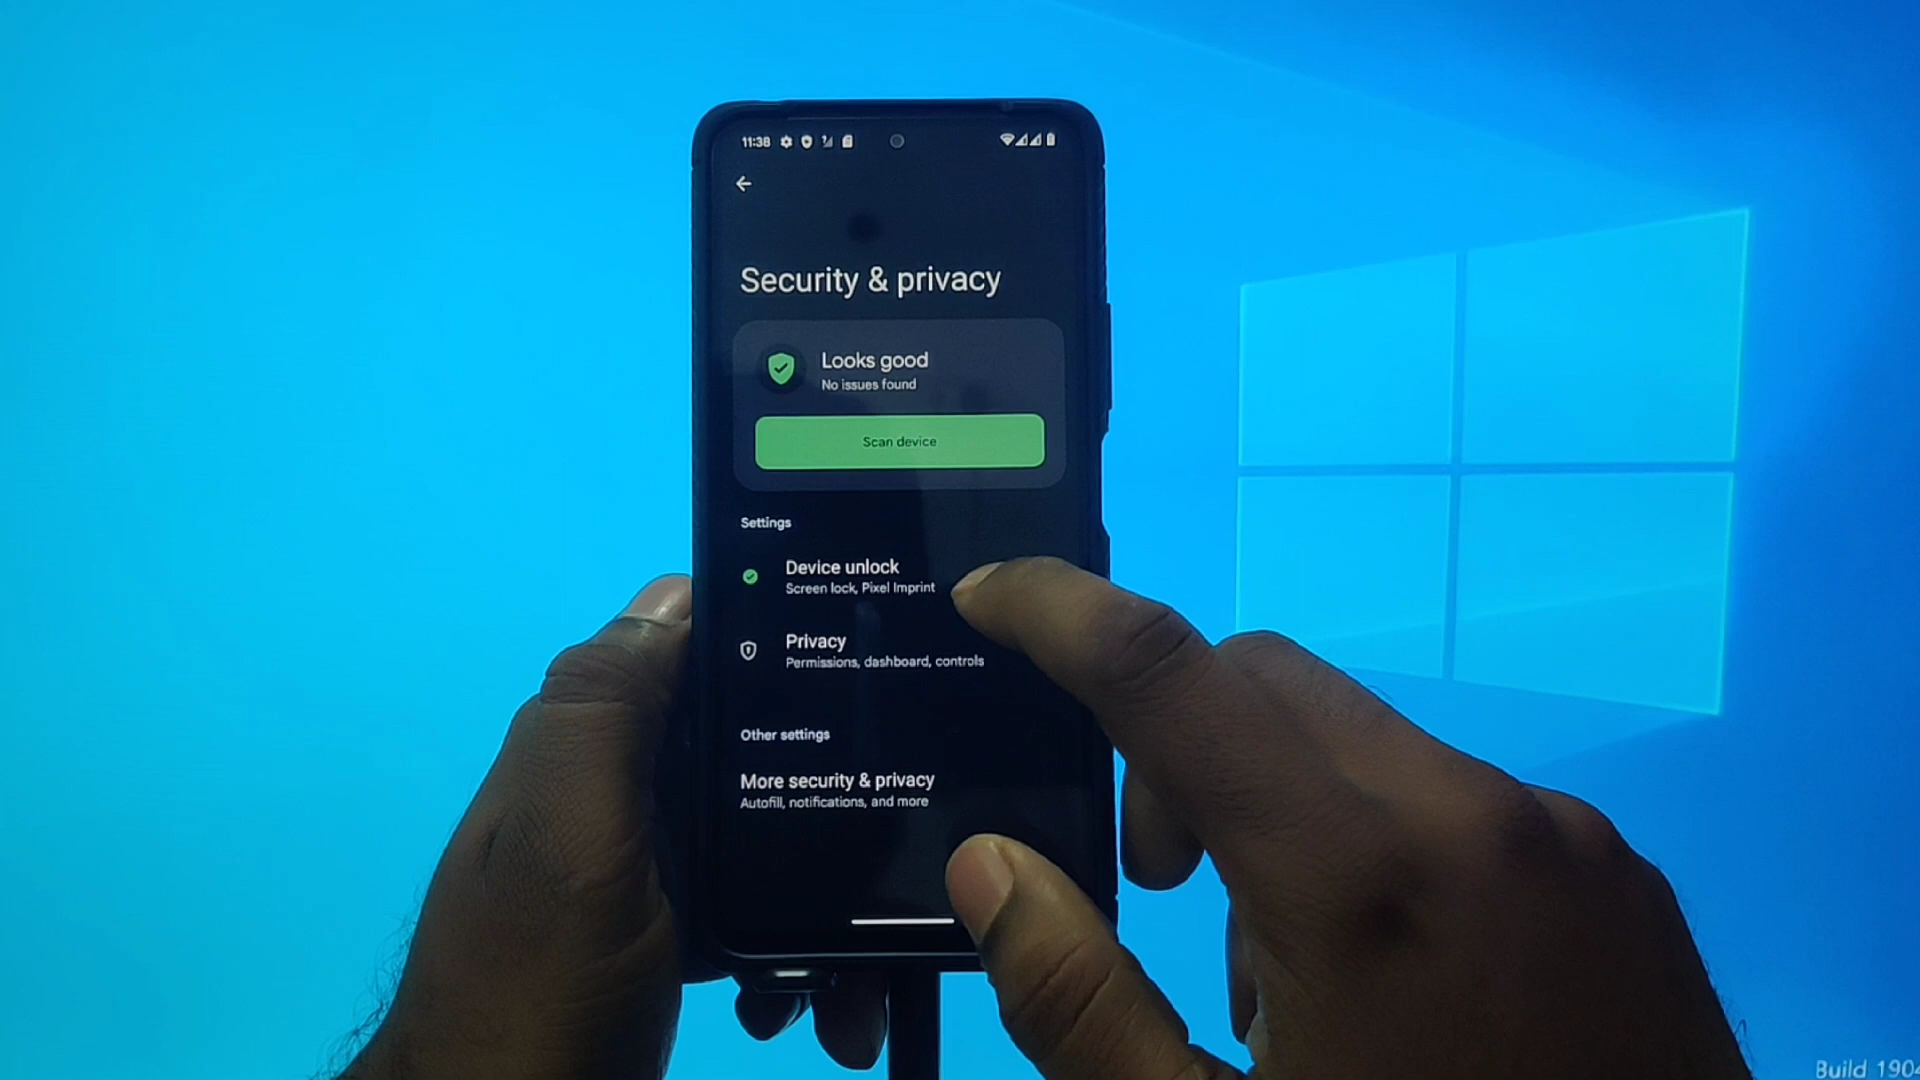 11:38
Security & privacy
Looks good
No issues found
Scan device
Settings
Device unlock
Screen lock, Pixel Imprint
Privacy
Permissions, dashboard, controls
Other settings
More security & privacy
Autofill, notifications, and more
Build 1904